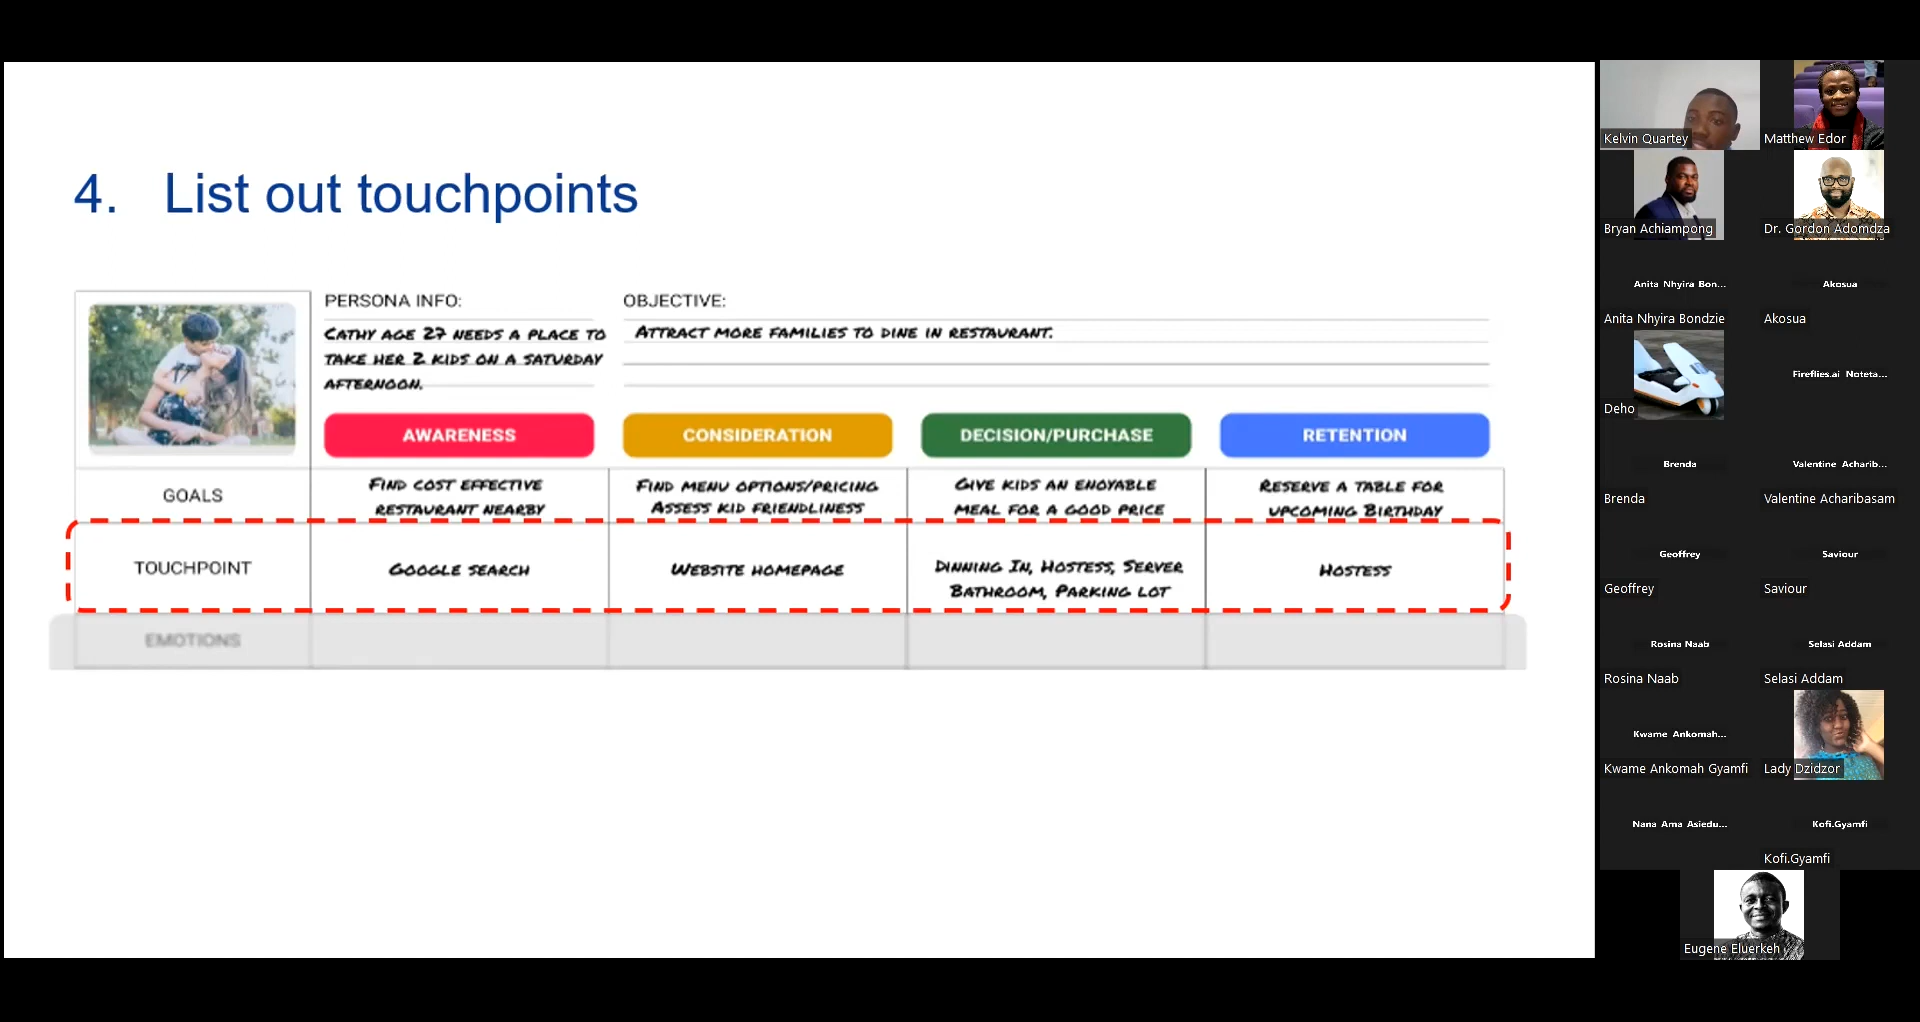 4. List out touchpoints
PERSONA INFO:
CATHY AGE 27 NEEDS A PLACE TO
TAKE HER 2 KIDS ON A SATURDAY
AFTERNOON.
OBJECTIVE:
ATTRACT MORE FAMILIES TO DINE IN RESTAURANT.
AWARENESS
CONSIDERATION
DECISION/PURCHASE
RETENTION
GOALS
FIND COST EFFECTIVE
RESTAURANT NEARBY
FIND MENU OPTIONS/PRICING
ASSESS KID FRIENDLINESS
GIVE KIDS AN ENOYABLE
MEAL FOR A GOOD PRICE
RESERVE A TABLE FOR
UPCOMING BIRTHDAY
TOUCHPOINT
GOOGLE SEARCH
WEBSITE HOMEPAGE
DINNING IN, HOSTESS, SERVER
BATHROOM, PARKING LOT
HOSTESS
EMOTIONS
Kelvin Quartey
Matthew Edor
Bryan Achiampong
Dr. Gordon Adomdza
Anita Nhyira Bon...
Anita Nhyira Bondzie
Akosua
Akosua
Deho
Fireflies.ai Noteta...
Brenda
Brenda
Valentine Acharib...
Valentine Acharibasam
Geoffrey
Geoffrey
Saviour
Saviour
Rosina Naab
Rosina Naab
Selasi Addam
Selasi Addam
Kwame Ankomah...
Kwame Ankomah Gyamfi
Lady Dzidzor
Nana Ama Asiedu...
Kofi.Gyamfi
Kofi.Gyamfi
Eugene Eluerkeh